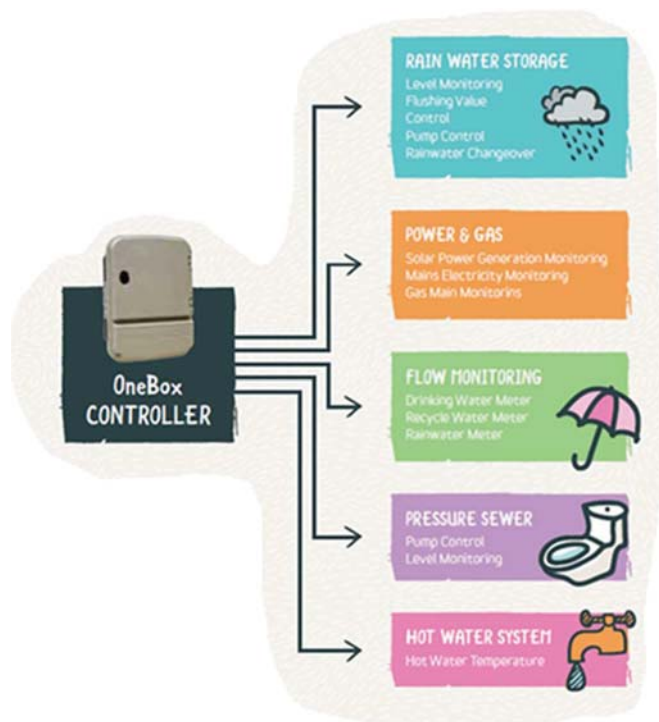 RAIN WATER STORAGE
Level Monitoring
Flushing Value
Control
Pump Control
Rainwater Changeover
POWER & GAS
Solar Power Generation Monitoring
Mains Electricity Monitoring
Gas Main Monitorins
OneBox
CONTROLLER
FLOW MONITORING
Drinking Water Meter
Recycle Water Meter
Rainwater Meter
PRESSURE SEWER
Pump Control
Level Monitoring
HOT WATER SYSTEM
Hot Water Temperature